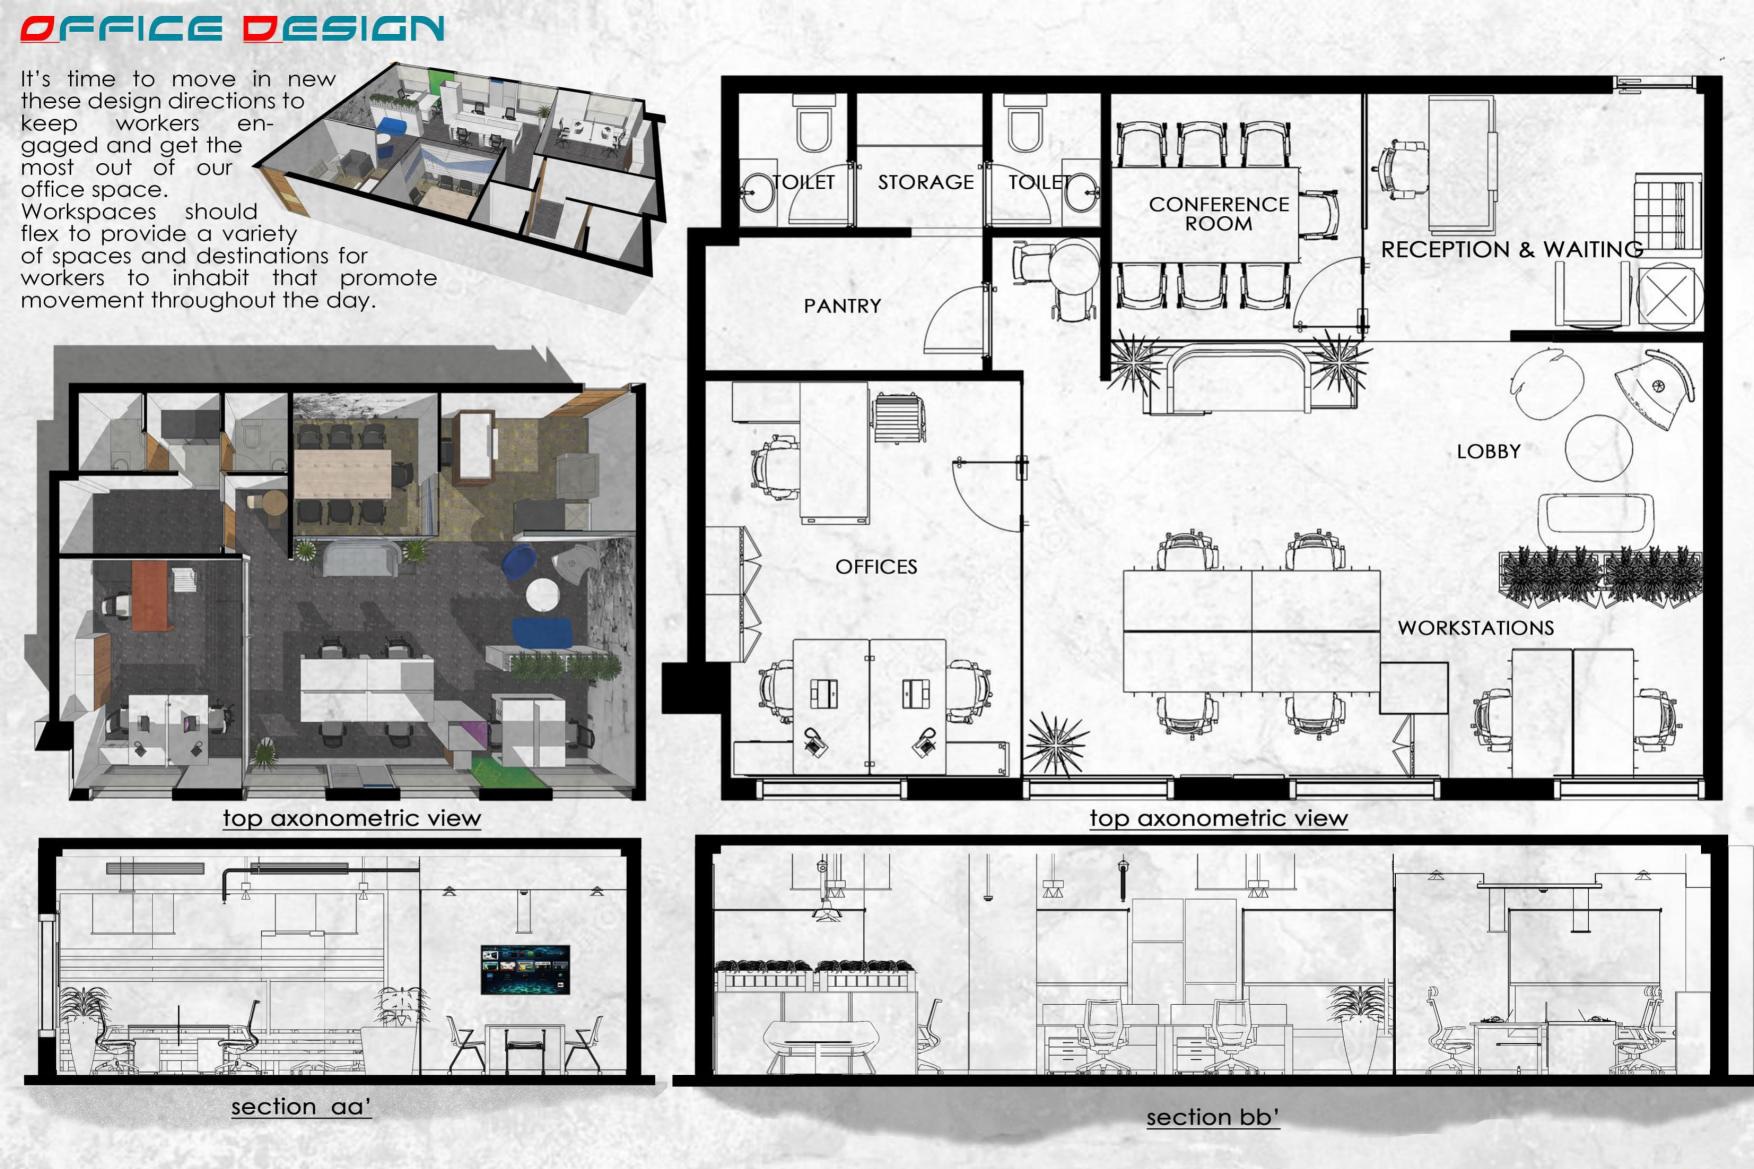 OFFICE DESIGN
It's time to move in new
these design directions to
keep workers en-
gaged and get the
most out of our
office space.
Workspaces should
flex to provide a variety
of spaces and destinations for
workers to inhabit that promote
movement throughout the day.
TOILET
STORAGE
TOILET
CONFERENCE
ROOM
RECEPTION & WAITING
PANTRY
LOBBY
OFFICES
WORKSTATIONS
top axonometric view
top axonometric view
section aa'
section bb'